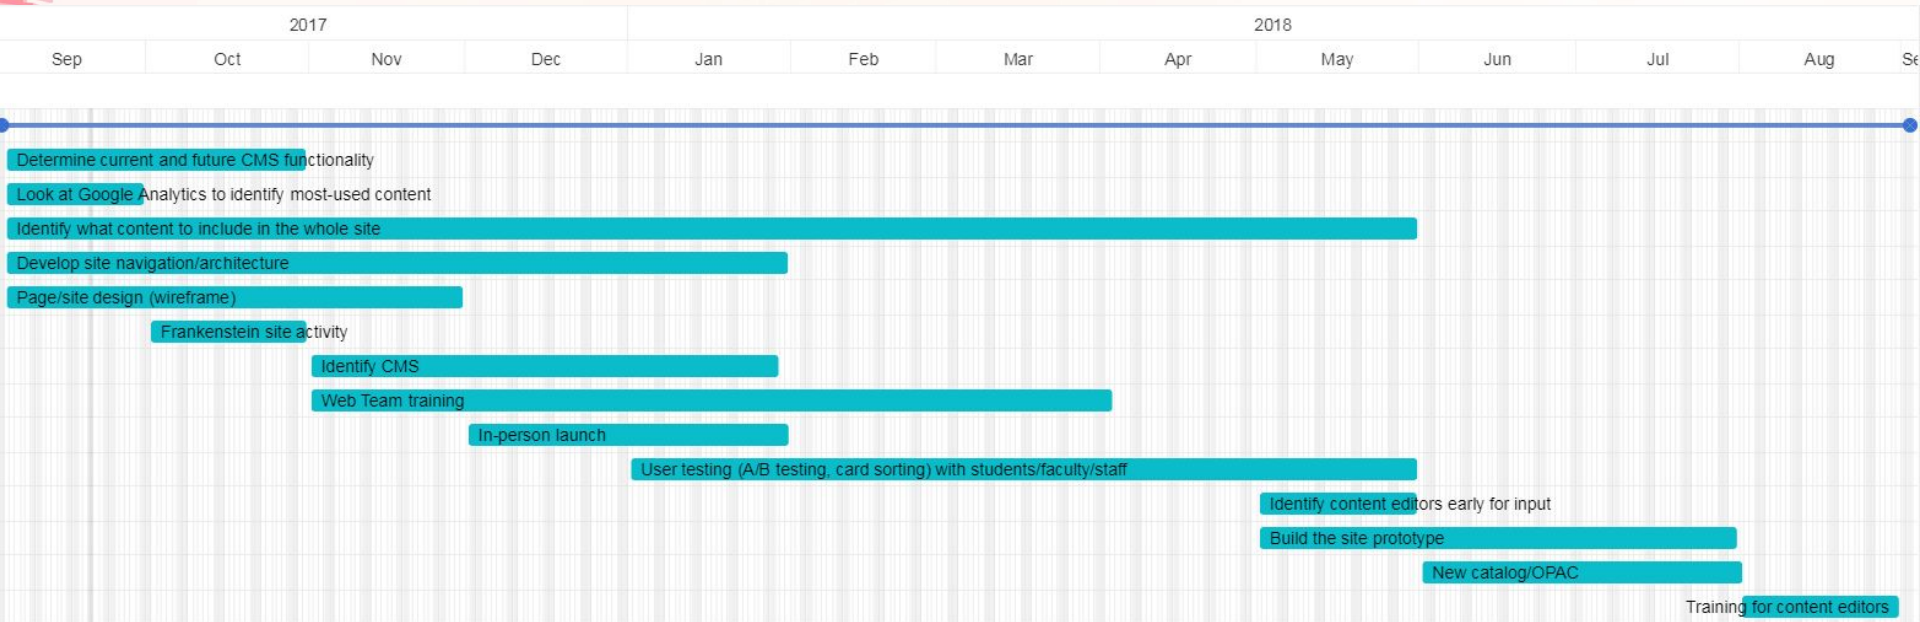 2017 2018
Sep Oct Nov Dec Jan Feb Mar Apr May Jun Jul Aug
Determine current and future CMS functionality
Look at Google Analytics to identify most-used content
Identify what content to include in the whole site
Develop site navigation/architecture
Page/site design (wireframe)
Frankenstein site activity
Identify CMS
Web Team training
In-person launch
User testing (A/B testing, card sorting) with students/faculty/staff
Identify content editors early for input
Build the site prototype
New catalog/OPAC
Training for content editors